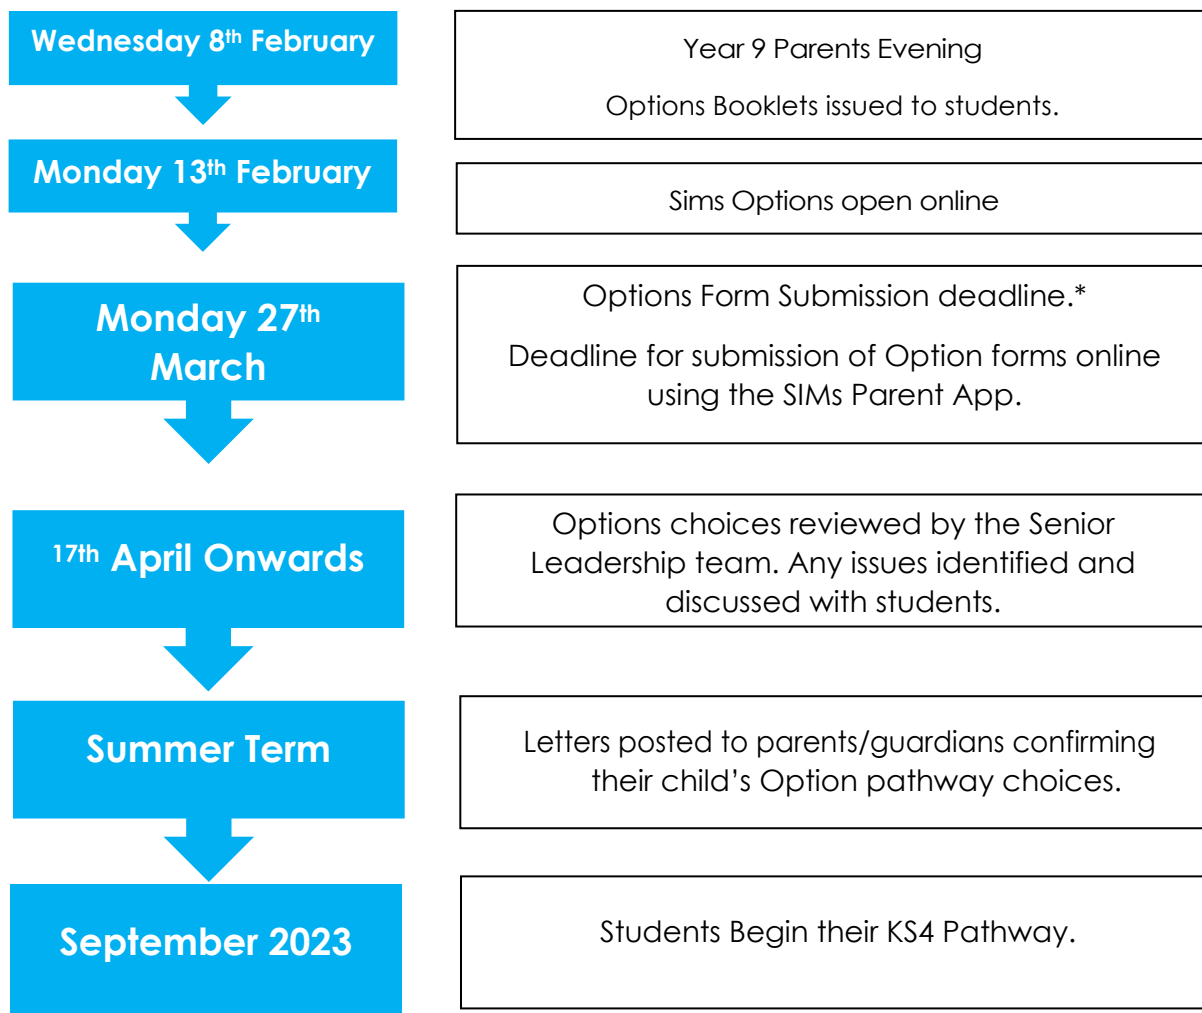 Wednesday 8th February
Year 9 Parents Evening
Options Booklets issued to students.
Monday 13th February
Sims Options open online
Monday 27th
March
Options Form Submission deadline.*
Deadline for submission of Option forms online
using the SIMs Parent App.
17th April Onwards
Options choices reviewed by the Senior
Leadership team. Any issues identified and
discussed with students.
Summer Term
Letters posted to parents/guardians confirming
their child’s Option pathway choices.
September 2023
Students Begin their KS4 Pathway.